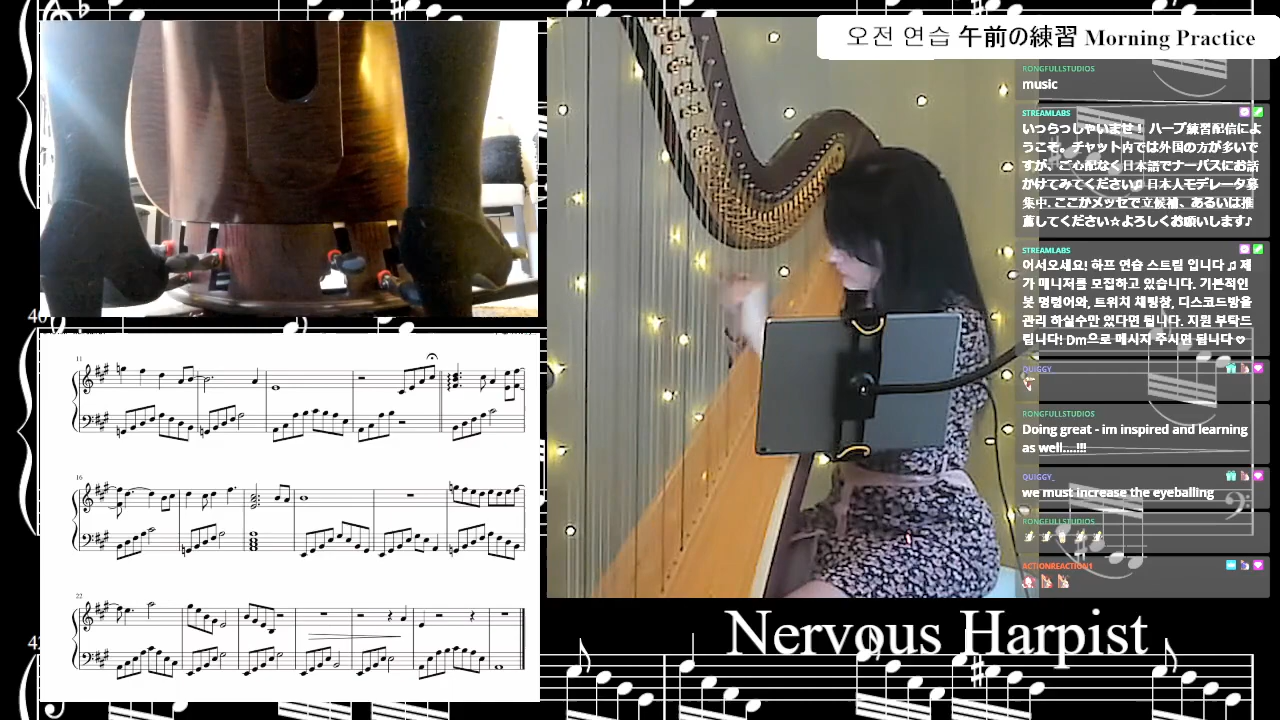 오전 연습 午前の練習 Morning Practice
RONGFULLSTUDIOS
music
STREAMLABS
いっらっしゃいませ！ ハープ練習配信によ
うこそ。チャット内では外国の方が多いで
すが、ご心配なく日本語でナーバスにお話
かけてみてください♫ 日本人モデレータ募
集中. ここかメッセで立候補、あるいは推
薦してください☆よろしくお願いします♪
STREAMLABS
어서오세요! 하프 연습 스트림 입니다 ♫ 제
가 매니저를 모집하고 있습니다. 기본적인
봇 명령어와, 트위치 채팅창, 디스코드방을
관리 하실수만 있다면 됩니다. 지원 부탁드
립니다! Dm으로 메시지 주시면 됩니다 ♡
QUIGGY_
RONGFULLSTUDIOS
Doing great - im inspired and learning
as well....!!!
QUIGGY_
we must increase the eyeballing
RONGFULLSTUDIOS
ACTIONREACTION1
40
11
16
22
42
Nervous Harpist